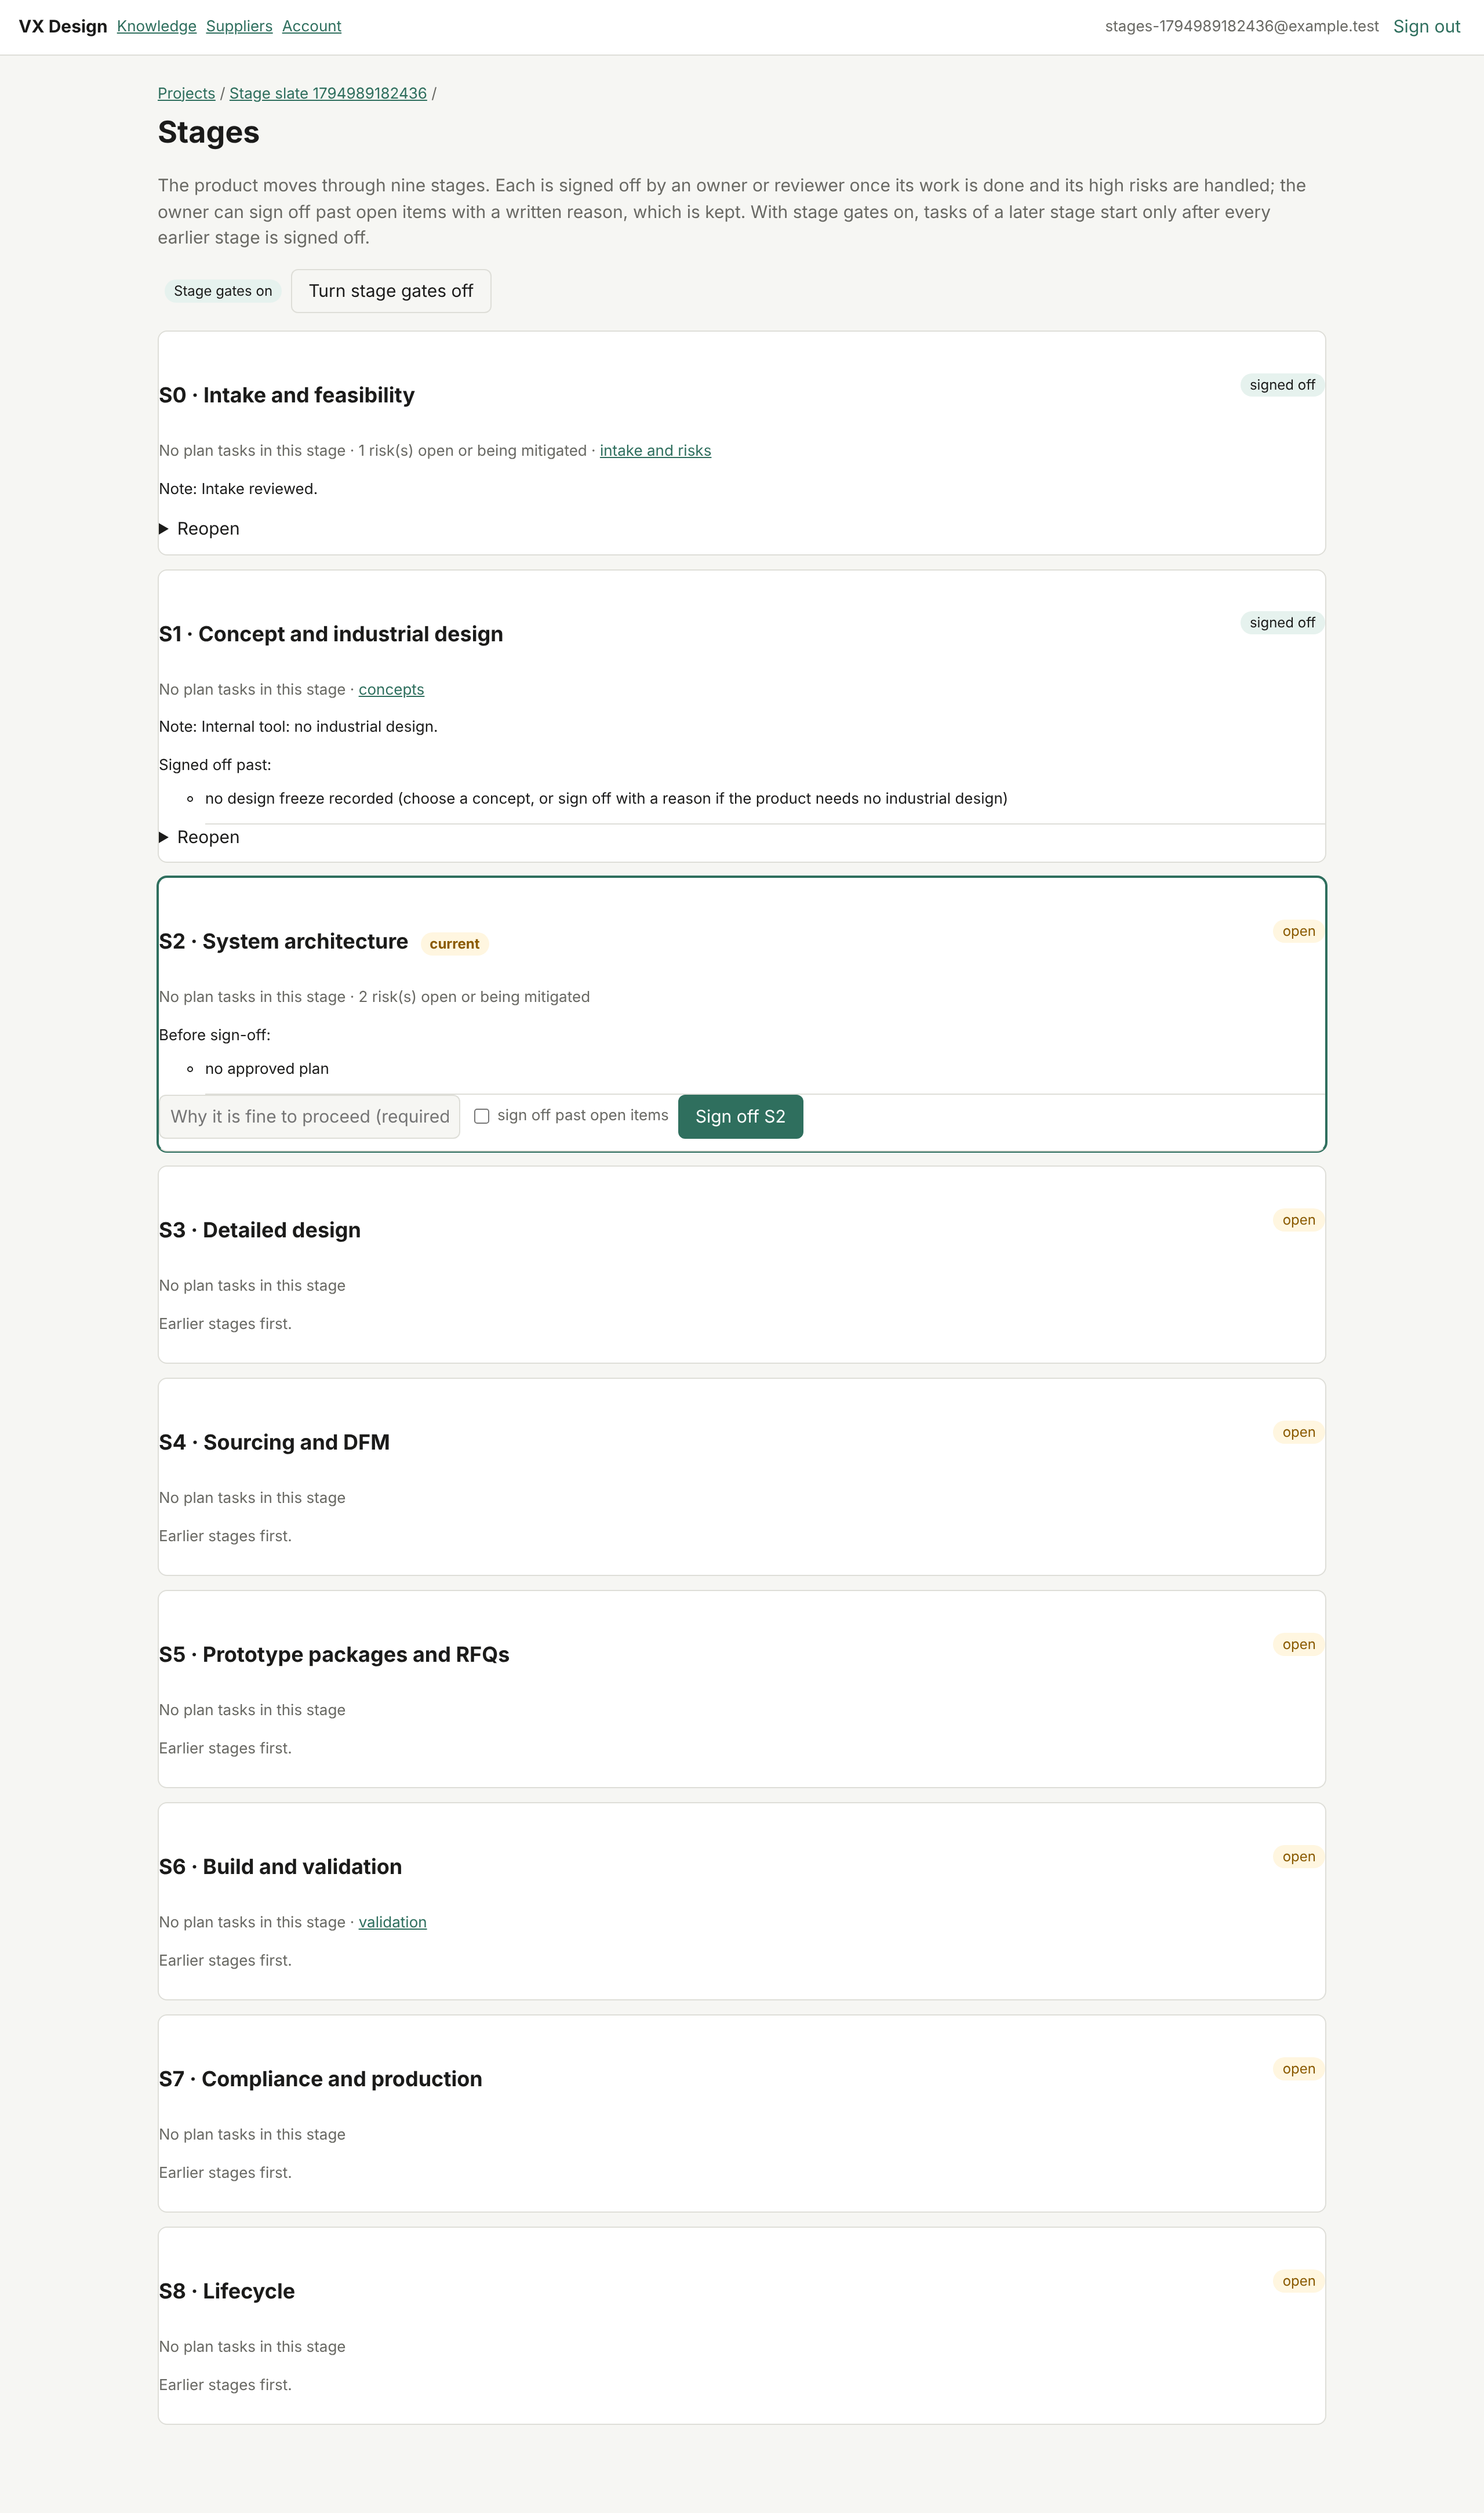 VX Design Knowledge Suppliers Account stages-1794989182436@example.test Sign out
Projects / Stage slate 1794989182436 /
Stages
The product moves through nine stages. Each is signed off by an owner or reviewer once its work is done and its high risks are handled; the
owner can sign off past open items with a written reason, which is kept. With stage gates on, tasks of a later stage start only after every
earlier stage is signed off.
Stage gates on Turn stage gates off
S0 · Intake and feasibility signed off
No plan tasks in this stage · 1 risk(s) open or being mitigated · intake and risks
Note: Intake reviewed.
Reopen
S1 · Concept and industrial design signed off
No plan tasks in this stage · concepts
Note: Internal tool: no industrial design.
Signed off past:
no design freeze recorded (choose a concept, or sign off with a reason if the product needs no industrial design)
Reopen
S2 · System architecture current open
No plan tasks in this stage · 2 risk(s) open or being mitigated
Before sign-off:
no approved plan
Why it is fine to proceed (required sign off past open items Sign off S2
S3 · Detailed design open
No plan tasks in this stage
Earlier stages first.
S4 · Sourcing and DFM open
No plan tasks in this stage
Earlier stages first.
S5 · Prototype packages and RFQs open
No plan tasks in this stage
Earlier stages first.
S6 · Build and validation open
No plan tasks in this stage · validation
Earlier stages first.
S7 · Compliance and production open
No plan tasks in this stage
Earlier stages first.
S8 · Lifecycle open
No plan tasks in this stage
Earlier stages first.